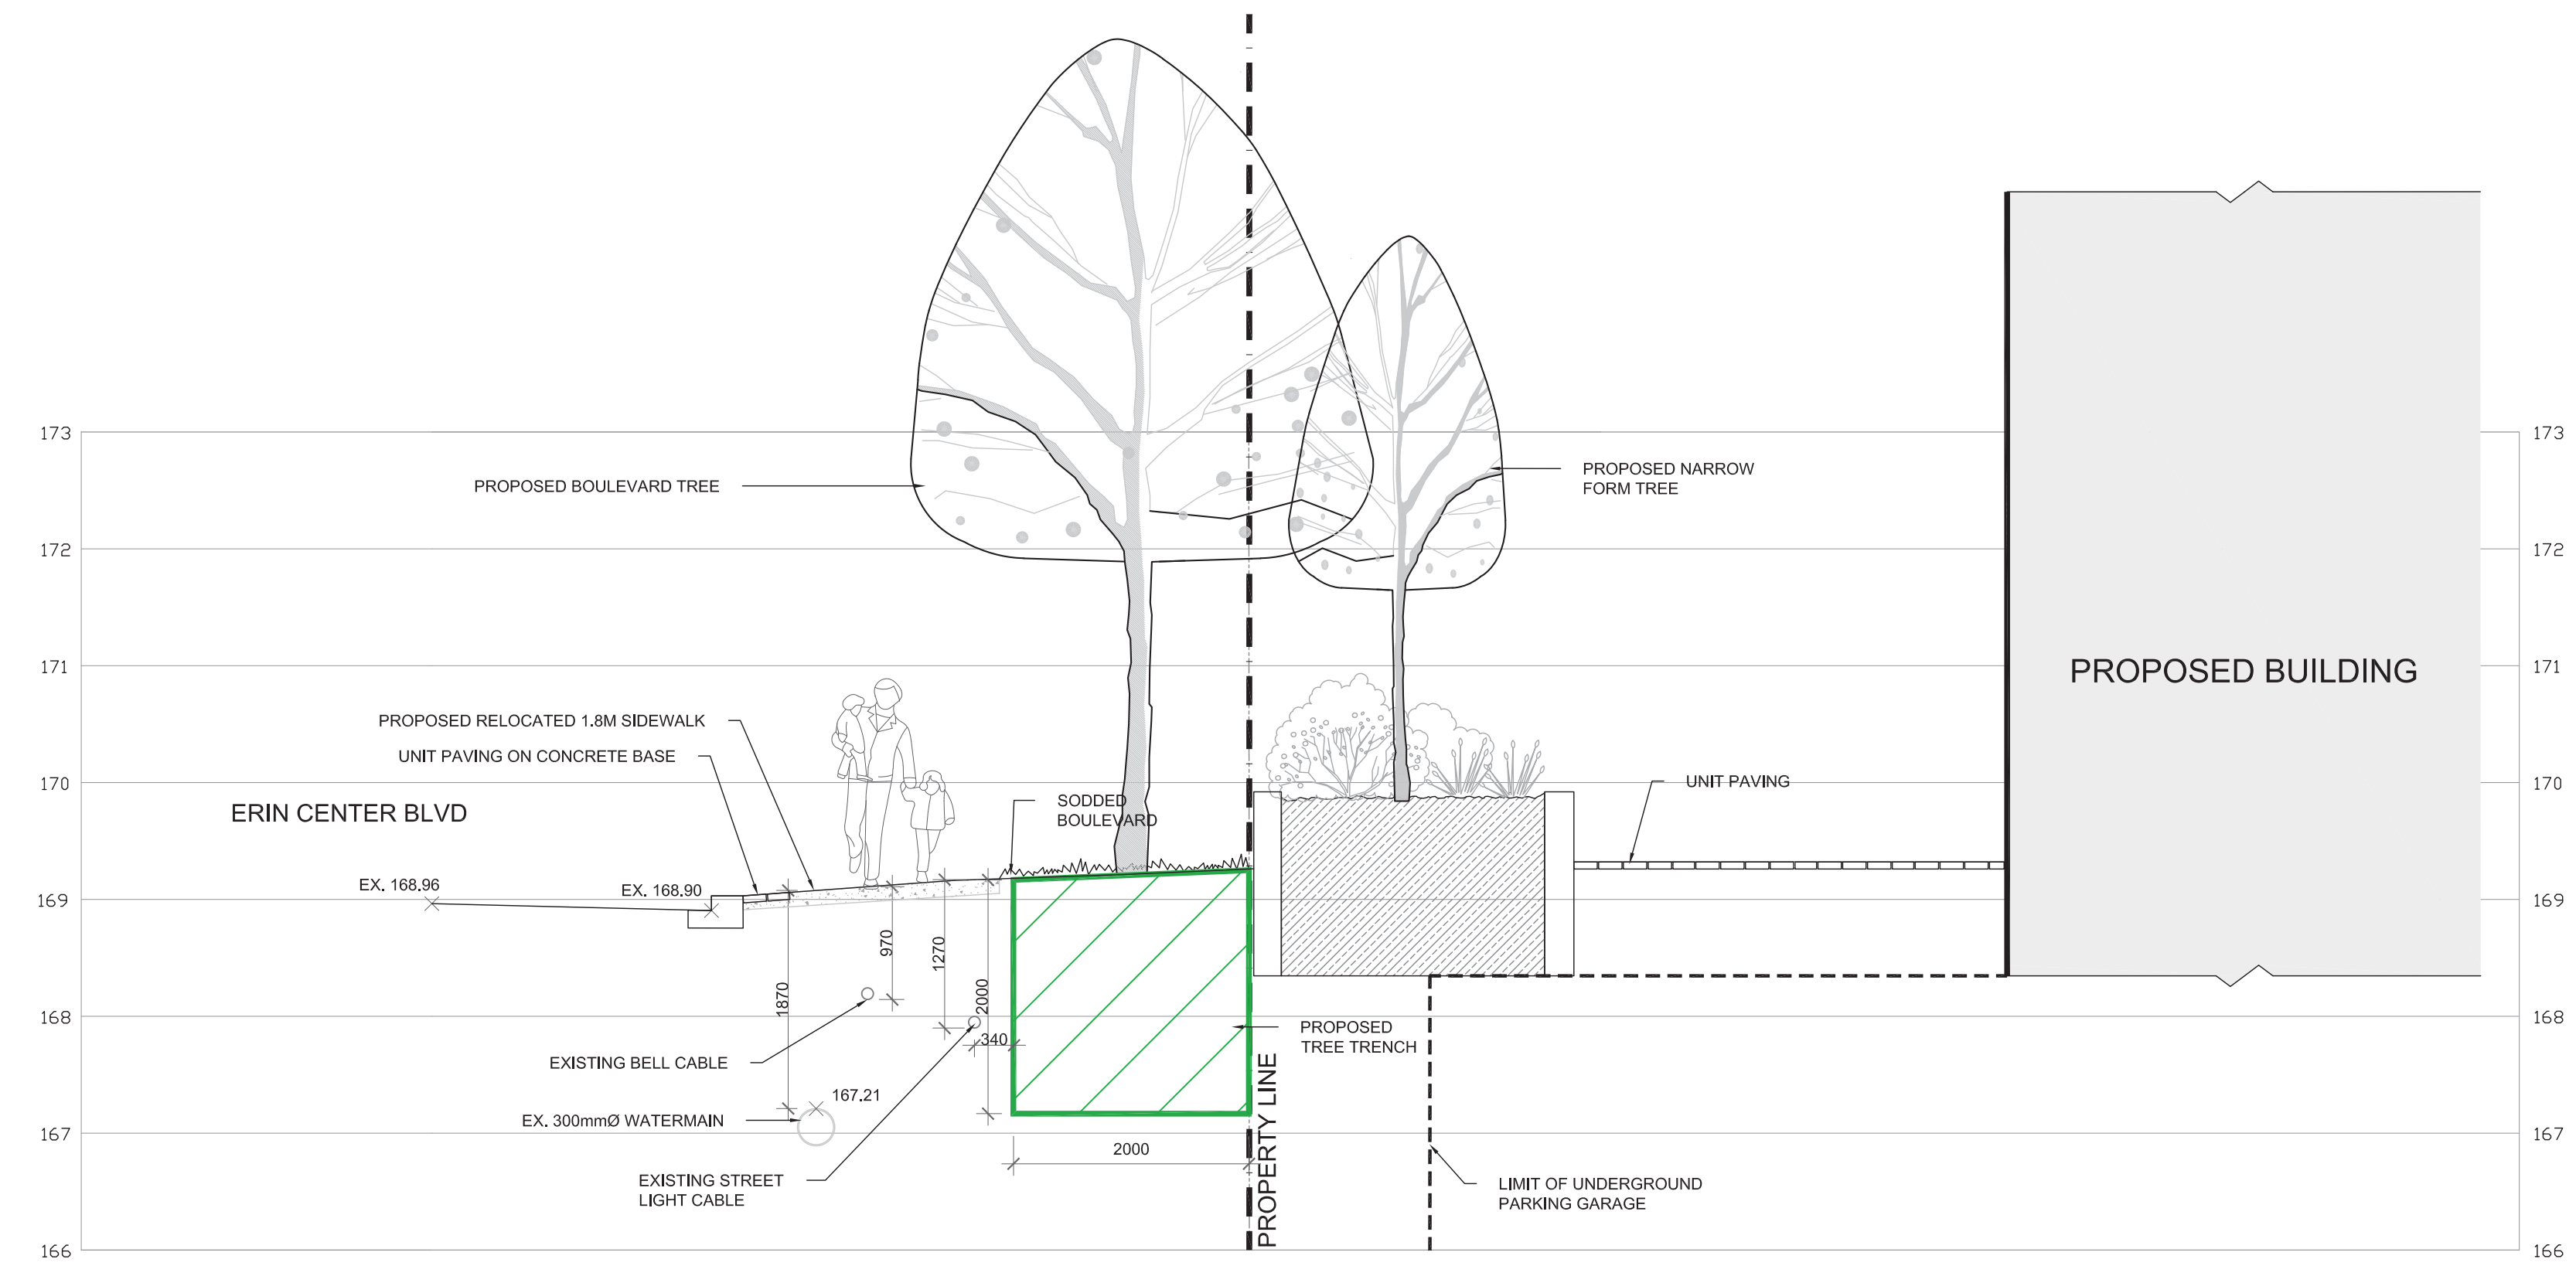 173
173
PROPOSED NARROW
FORM TREE
PROPOSED BOULEVARD TREE
172
172
171
171
PROPOSED BUILDING
PROPOSED RELOCATED 1.8M SIDEWALK
UNIT PAVING ON CONCRETE BASE
170
170
UNIT PAVING
SODDED
BOULEVARD
ERIN CENTER BLVD
EX. 168.96
EX. 168.90
169
169
970
1270
1870
2000
168
168
340
PROPOSED
TREE TRENCH
EXISTING BELL CABLE
167.21
EX. 300mmØ WATERMAIN
167
167
2000
PROPERTY LINE
EXISTING STREET
LIGHT CABLE
LIMIT OF UNDERGROUND
PARKING GARAGE
166
166